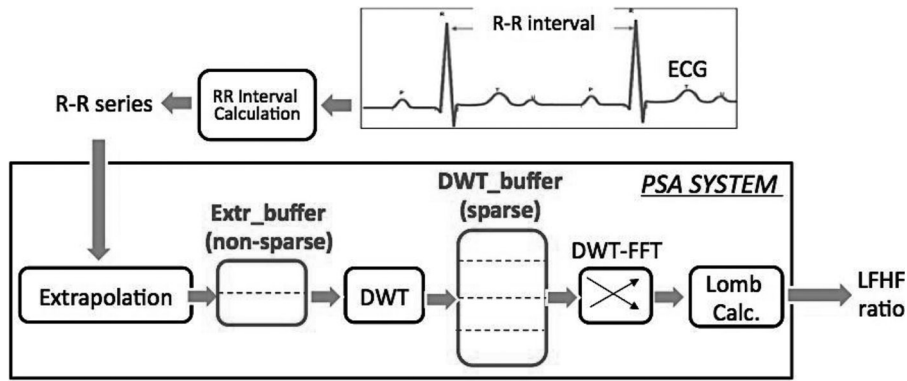 R
R
R-R interval
ECG
P
T
U
P
T
U
R-R series
RR Interval
Calculation
PSA SYSTEM
Extr_buffer
(non-sparse)
DWT_buffer
(sparse)
DWT-FFT
Extrapolation
DWT
Lomb
Calc.
LFHF
ratio